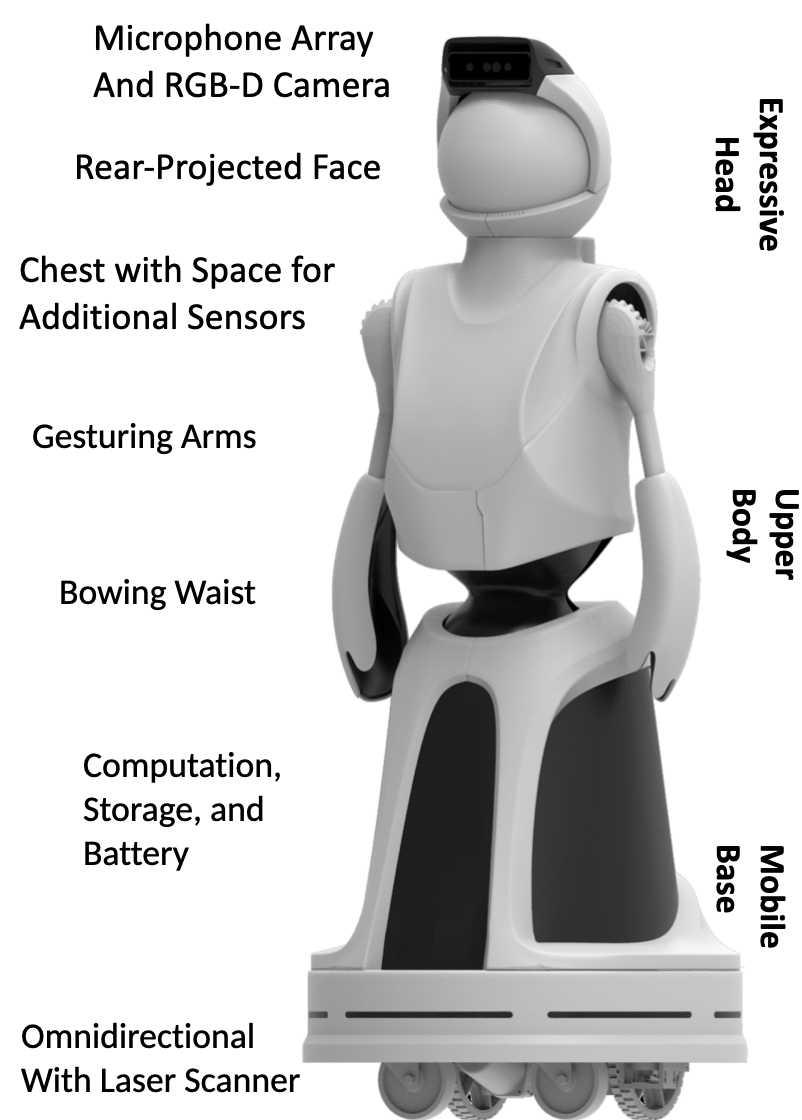 Microphone Array
And RGB-D Camera
Rear-Projected Face
Chest with Space for
Additional Sensors
Gesturing Arms
Bowing Waist
Computation,
Storage, and
Battery
Omnidirectional
With Laser Scanner
Expressive
Head
Upper
Body
Mobile
Base